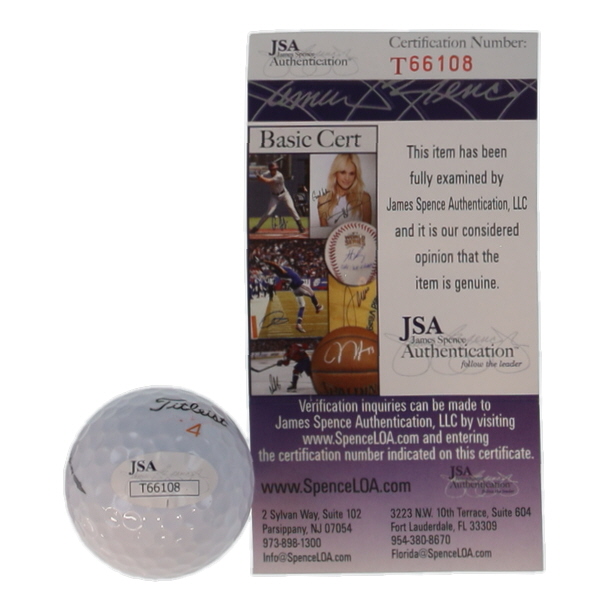 JSA
James Spence
Authentication
Certification Number:
T66108
James Spence
Basic Cert
This item has been
fully examined by
James Spence Authentication, LLC
and it is our considered
opinion that the
item is genuine.
JSA
James Spence
Authentication
follow the leader
Verification inquiries can be made to
James Spence Authentication, LLC by visiting
www.SpenceLOA.com and entering
the certification number indicated on this certificate.
JSA
Authentication
www.SpenceLOA.com
2 Sylvan Way, Suite 102
Parsippany, NJ 07054
973-898-1300
Info@SpenceLOA.com
3223 N.W. 10th Terrace, Suite 604
Fort Lauderdale, FL 33309
954-380-8670
Florida@SpenceLOA.com
Titleist
4
JSA
T66108